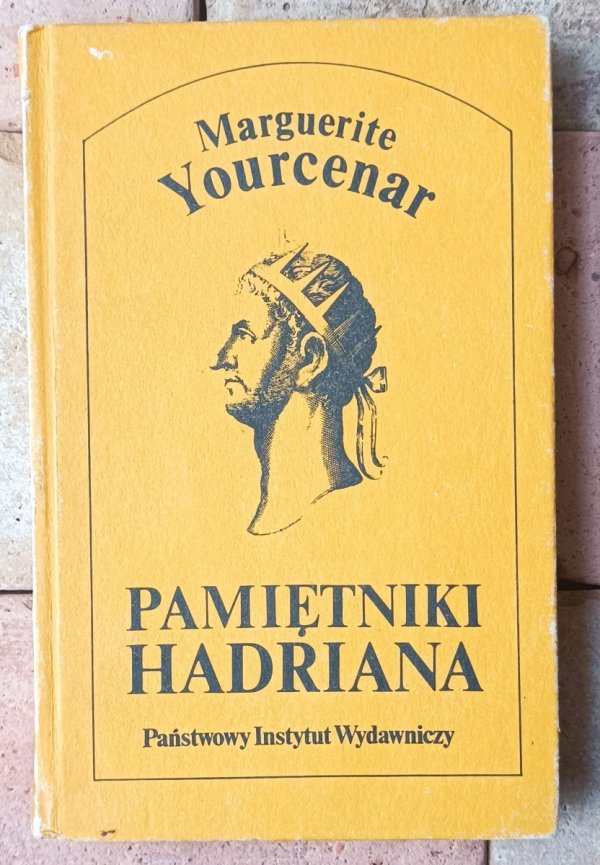 Marguerite
Yourcenar
PAMIĘTNIKI
HADRIANA
Państwowy Instytut Wydawniczy